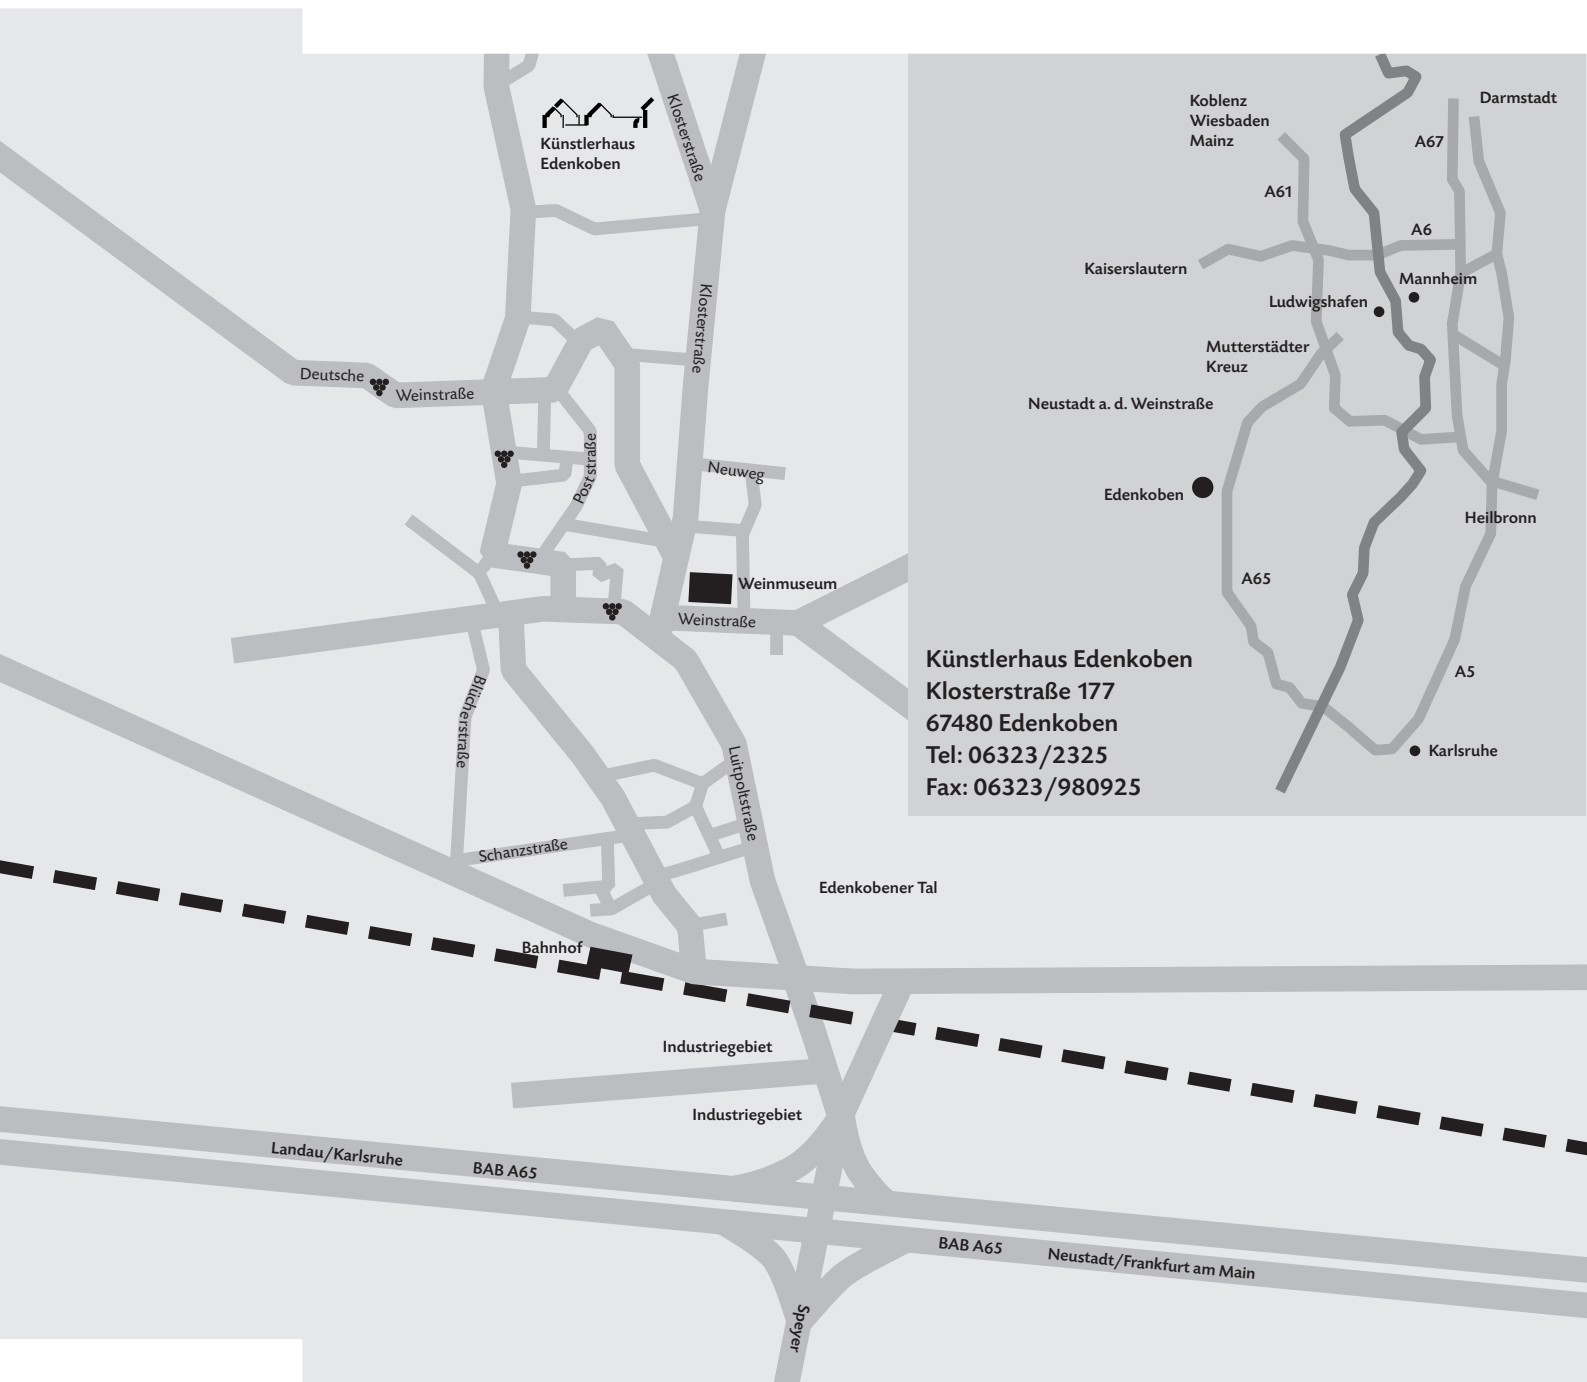 Künstlerhaus
Edenkoben
Klosterstraße
Klosterstraße
Deutsche
Weinstraße
Poststraße
Neuweg
Weinmuseum
Weinstraße
Blücherstraße
Luitpoltstraße
Schanzstraße
Edenkobener Tal
Bahnhof
Industriegebiet
Industriegebiet
Landau/Karlsruhe
BAB A65
BAB A65
Neustadt/Frankfurt am Main
Speyer
Koblenz
Wiesbaden
Mainz
Darmstadt
A67
A61
A6
Kaiserslautern
Mannheim
Ludwigshafen
Mutterstädter
Kreuz
Neustadt a. d. Weinstraße
Edenkoben
Heilbronn
A65
A5
Karlsruhe
Künstlerhaus Edenkoben
Klosterstraße 177
67480 Edenkoben
Tel: 06323/2325
Fax: 06323/980925